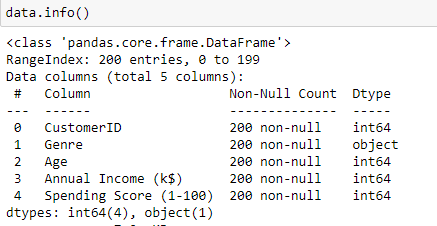 data.info()
<class 'pandas.core.frame.DataFrame'>
RangeIndex: 200 entries, 0 to 199
Data columns (total 5 columns):
 #   Column                  Non-Null Count  Dtype
---  ------                  --------------  -----
 0   CustomerID              200 non-null    int64
 1   Genre                   200 non-null    object
 2   Age                     200 non-null    int64
 3   Annual Income (k$)      200 non-null    int64
 4   Spending Score (1-100)  200 non-null    int64
dtypes: int64(4), object(1)